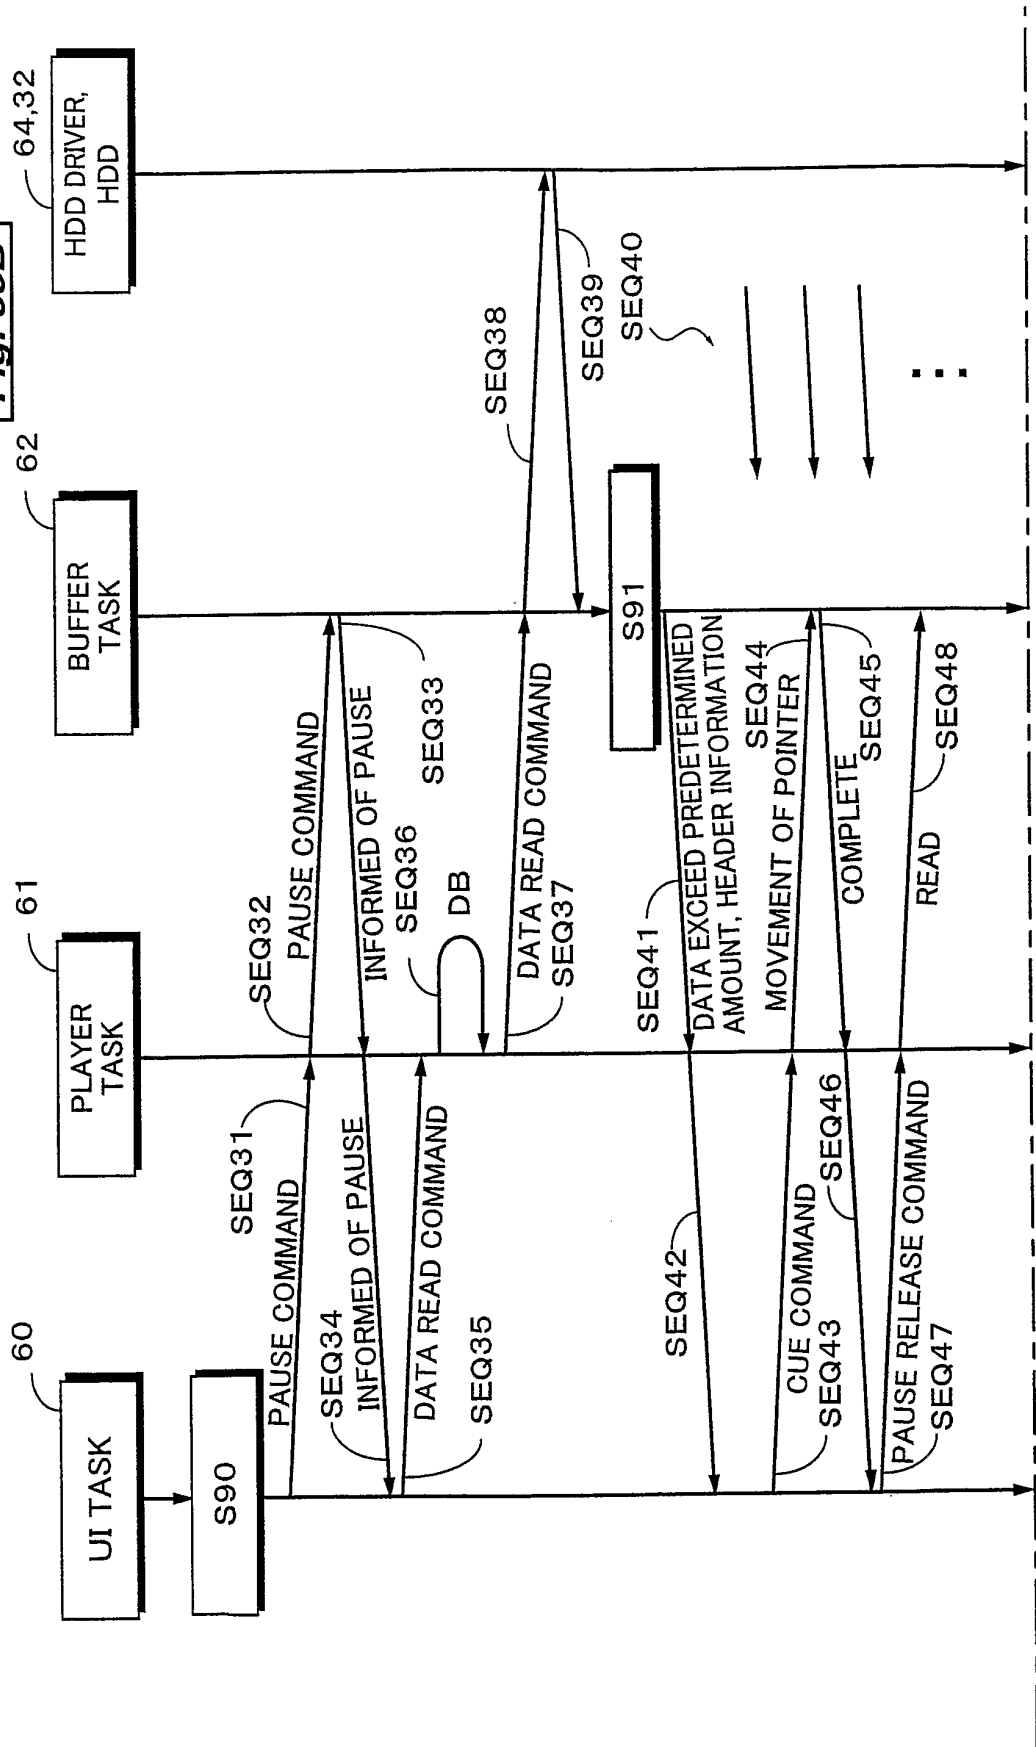 60
61
62
64,32
UI TASK
PLAYER
TASK
BUFFER
TASK
HDD DRIVER,
HDD
S90
PAUSE COMMAND
SEQ31
SEQ32
PAUSE COMMAND
INFORMED OF PAUSE
SEQ33
SEQ34
INFORMED OF PAUSE
DATA READ COMMAND
SEQ35
SEQ36
DB
DATA READ COMMAND
SEQ37
SEQ38
SEQ39
SEQ40
S91
SEQ41
DATA EXCEED PREDETERMINED
AMOUNT, HEADER INFORMATION
SEQ42
CUE COMMAND
SEQ43
SEQ44
MOVEMENT OF POINTER
COMPLETE
SEQ45
SEQ46
PAUSE RELEASE COMMAND
SEQ47
READ
SEQ48